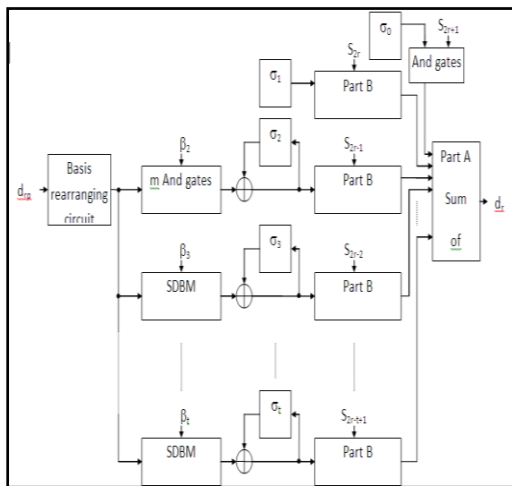 σ₀
S₂ᵣ₊₁
And gates
S₂ᵣ
σ₁
Part B
σ₂
β₂
S₂ᵣ₋₁
Basis
rearranging
circuit
m And gates
Part B
Part A
Sum
of
dᵣₚ
dᵣ
σ₃
β₃
S₂ᵣ₋₂
SDBM
Part B
σₜ
βₜ
S₂ᵣ₋ₜ₊₁
SDBM
Part B